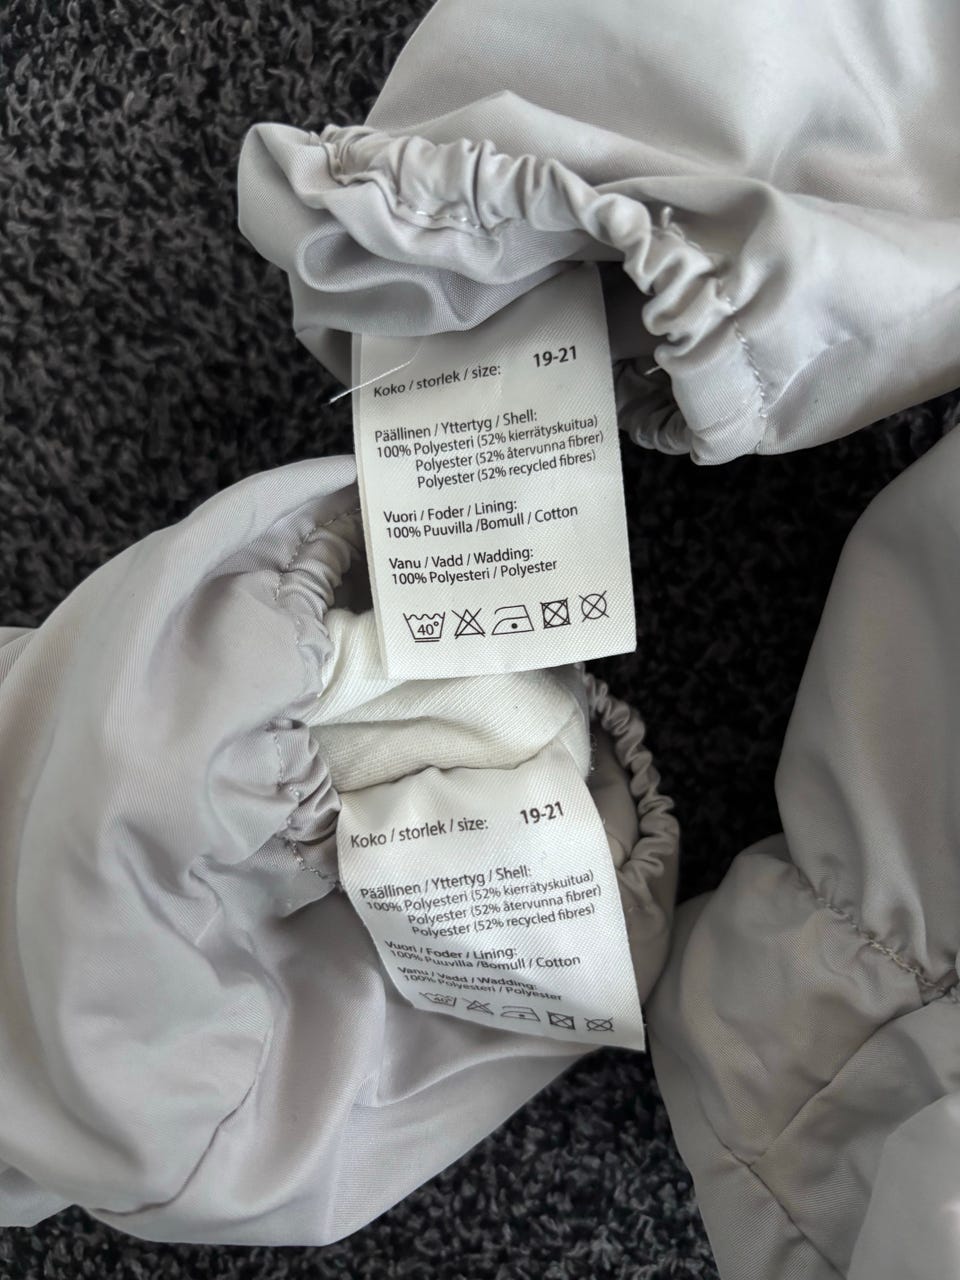 Koko / storlek / size: 19-21
Päällinen / Yttertyg / Shell:
100% Polyesteri (52% kierrätyskuitua)
Polyester (52% återvunna fibrer)
Polyester (52% recycled fibres)
Vuori / Foder / Lining:
100% Puuvilla /Bomull / Cotton
Vanu / Vadd / Wadding:
100% Polyesteri / Polyester
40°
Koko / storlek / size: 19-21
Päällinen / Yttertyg / Shell:
100% Polyesteri (52% kierrätyskuitua)
Polyester (52% återvunna fibrer)
Polyester (52% recycled fibres)
Vuori / Foder / Lining:
100% Puuvilla /Bomull / Cotton
Vanu / Vadd / Wadding:
100% Polyesteri / Polyester
40°